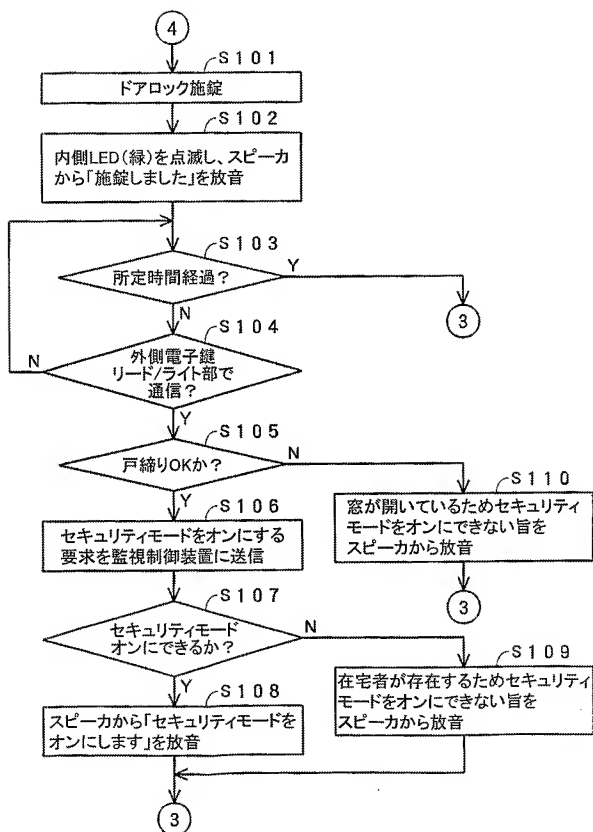 4
S101
ドアロック施錠
S102
内側LED(緑)を点滅し、スピーカ
から「施錠しました」を放音
S103
所定時間経過?
Y
3
N
S104
外側電子鍵
リード/ライト部で
通信?
N
Y
S105
戸締りOKか?
N
Y
S110
窓が開いているためセキュリティ
モードをオンにできない旨を
スピーカから放音
3
S106
セキュリティモードをオンにする
要求を監視制御装置に送信
S107
セキュリティモード
オンにできるか?
N
Y
S109
在宅者が存在するためセキュリティ
モードをオンにできない旨を
スピーカから放音
S108
スピーカから「セキュリティモードを
オンにします」を放音
3